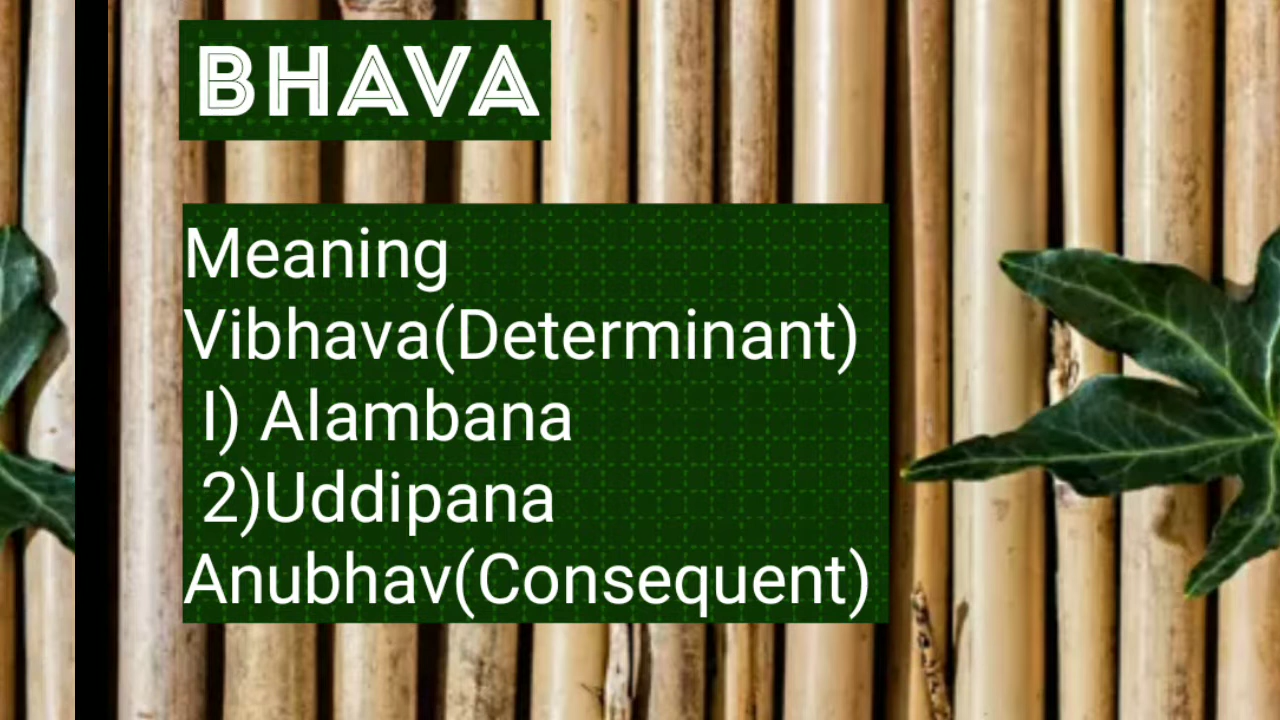 BHAVA
Meaning
Vibhava(Determinant)
I) Alambana
2)Uddipana
Anubhav(Consequent)